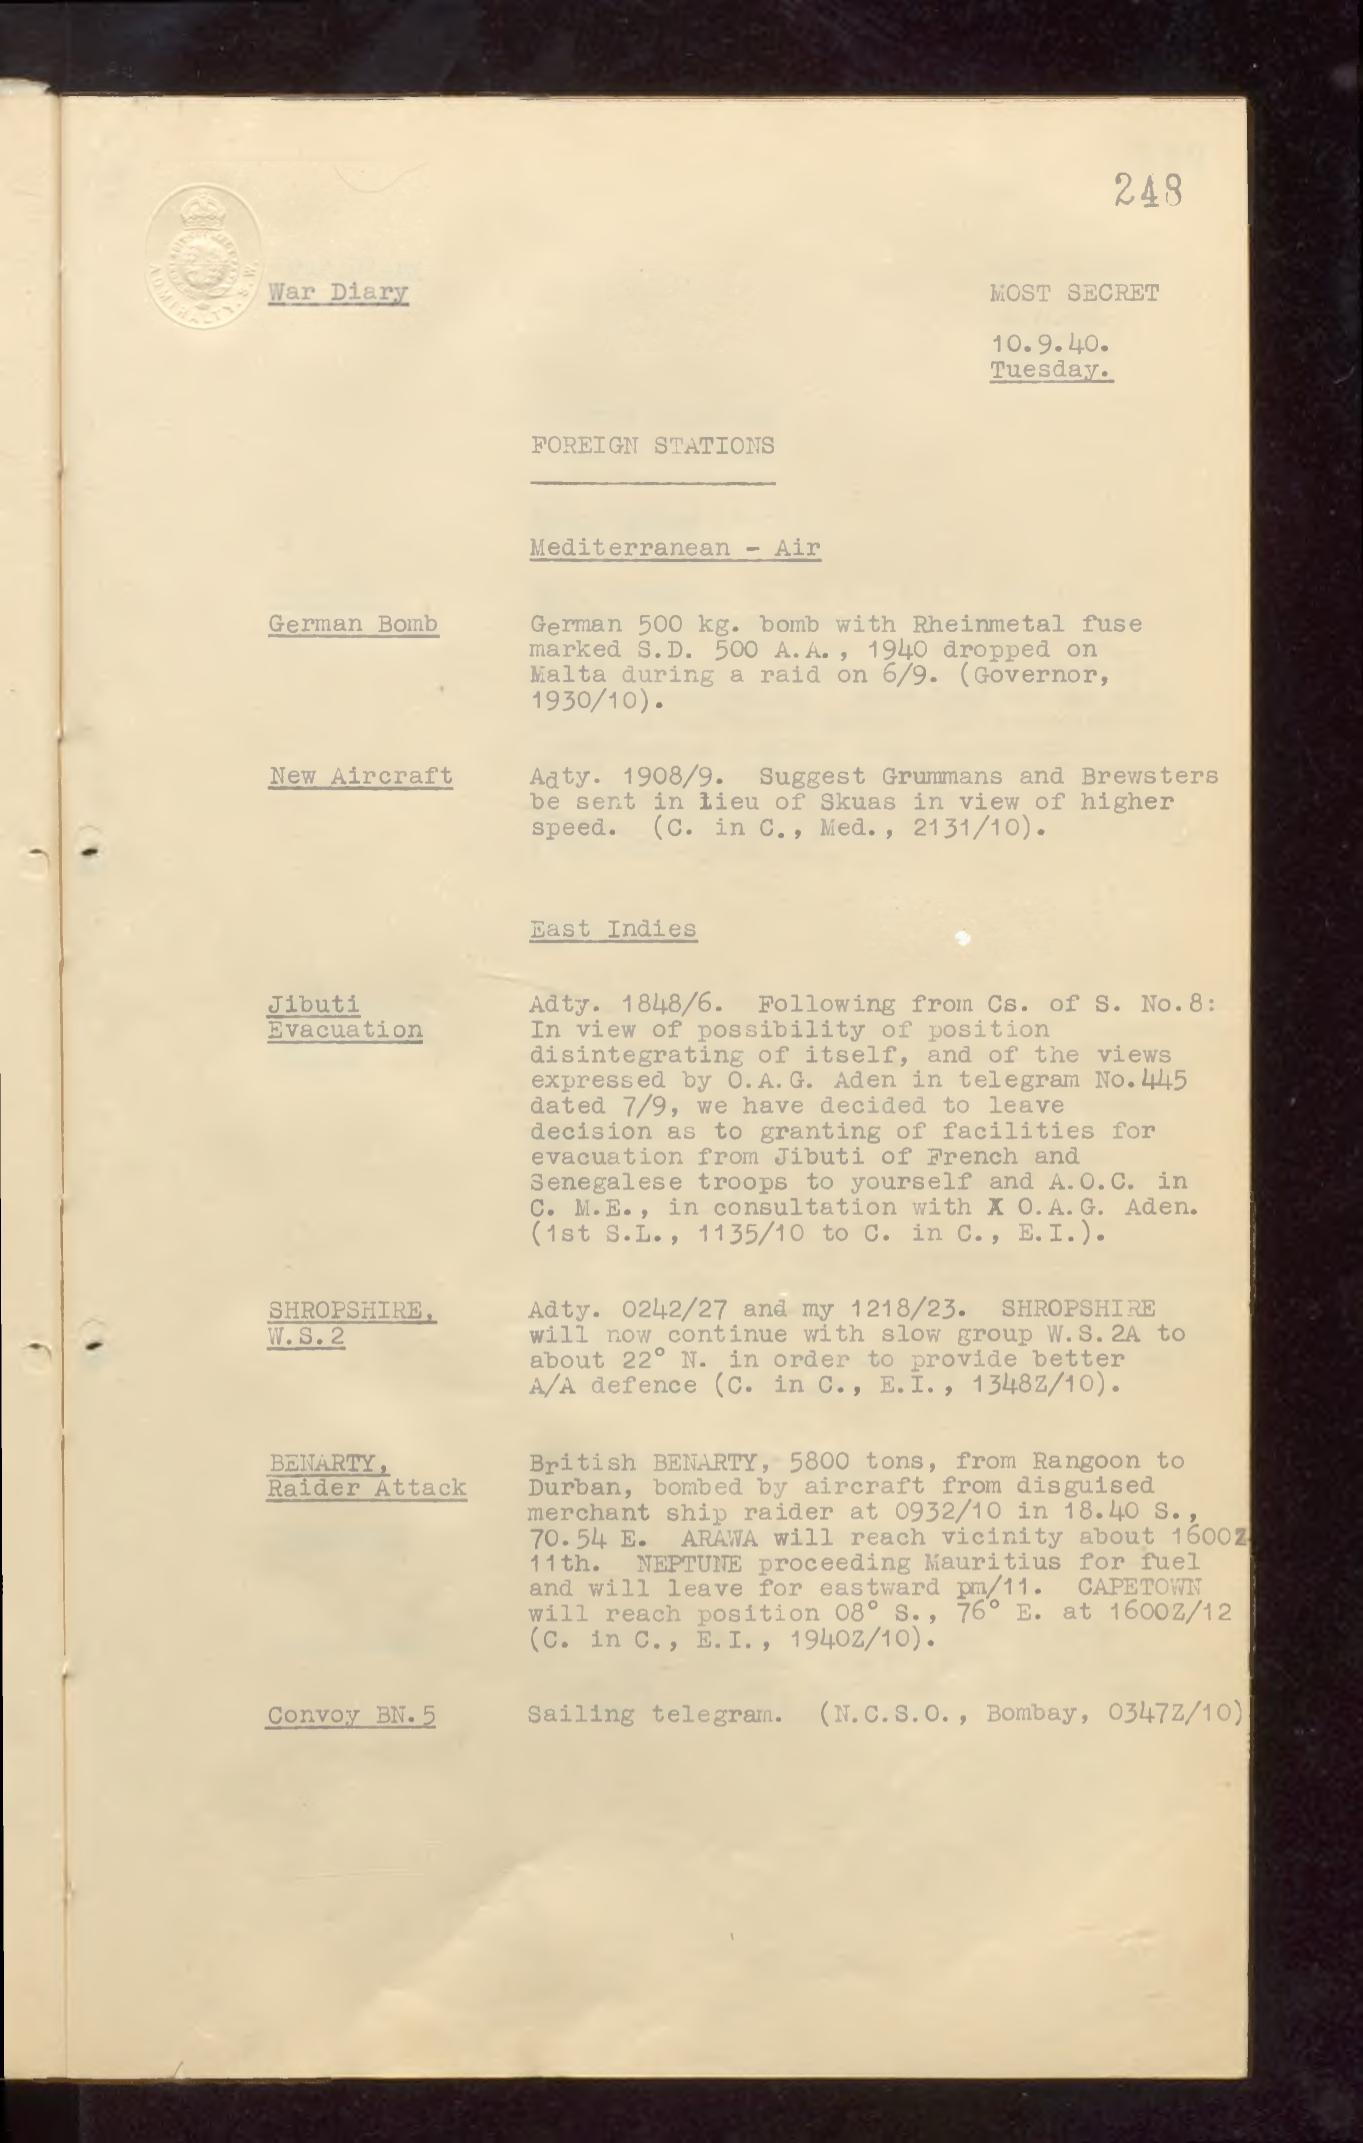 248
ADMIRALTY. S.W.
War Diary
MOST SECRET
10.9.40.
Tuesday.
FOREIGN STATIONS
Mediterranean - Air
German Bomb
German 500 kg. bomb with Rheinmetal fuse
marked S.D. 500 A.A., 1940 dropped on
Malta during a raid on 6/9. (Governor,
1930/10).
New Aircraft
Adty. 1908/9. Suggest Grummans and Brewsters
be sent in lieu of Skuas in view of higher
speed. (C. in C., Med., 2131/10).
East Indies
Jibuti
Evacuation
Adty. 1848/6. Following from Cs. of S. No.8:
In view of possibility of position
disintegrating of itself, and of the views
expressed by O.A.G. Aden in telegram No.445
dated 7/9, we have decided to leave
decision as to granting of facilities for
evacuation from Jibuti of French and
Senegalese troops to yourself and A.O.C. in
C. M.E., in consultation with X O.A.G. Aden.
(1st S.L., 1135/10 to C. in C., E.I.).
SHROPSHIRE,
W.S.2
Adty. 0242/27 and my 1218/23. SHROPSHIRE
will now continue with slow group W.S.2A to
about 22° N. in order to provide better
A/A defence (C. in C., E.I., 1348Z/10).
BENARTY,
Raider Attack
British BENARTY, 5800 tons, from Rangoon to
Durban, bombed by aircraft from disguised
merchant ship raider at 0932/10 in 18.40 S.,
70.54 E. ARAWA will reach vicinity about 1600Z
11th. NEPTUNE proceeding Mauritius for fuel
and will leave for eastward pm/11. CAPETOWN
will reach position 08° S., 76° E. at 1600Z/12
(C. in C., E.I., 1940Z/10).
Convoy BN.5
Sailing telegram. (N.C.S.O., Bombay, 0347Z/10)